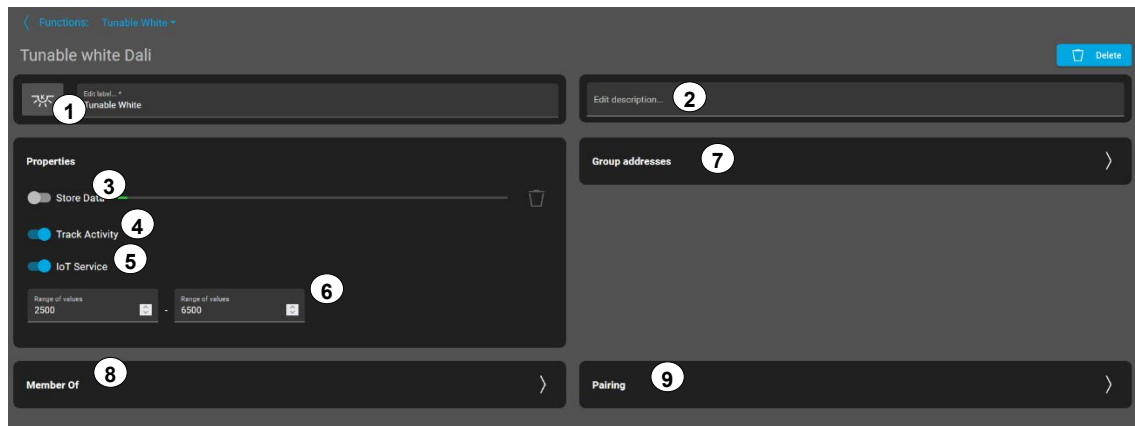 Functions: Tunable White
Tunable white Dali
Delete
Edit label... *
Tunable White
1
Edit description...
2
Properties
Group addresses
7
Store Data
3
Track Activity
4
IoT Service
5
Range of values
2500
-
Range of values
6500
6
Member Of
8
Pairing
9